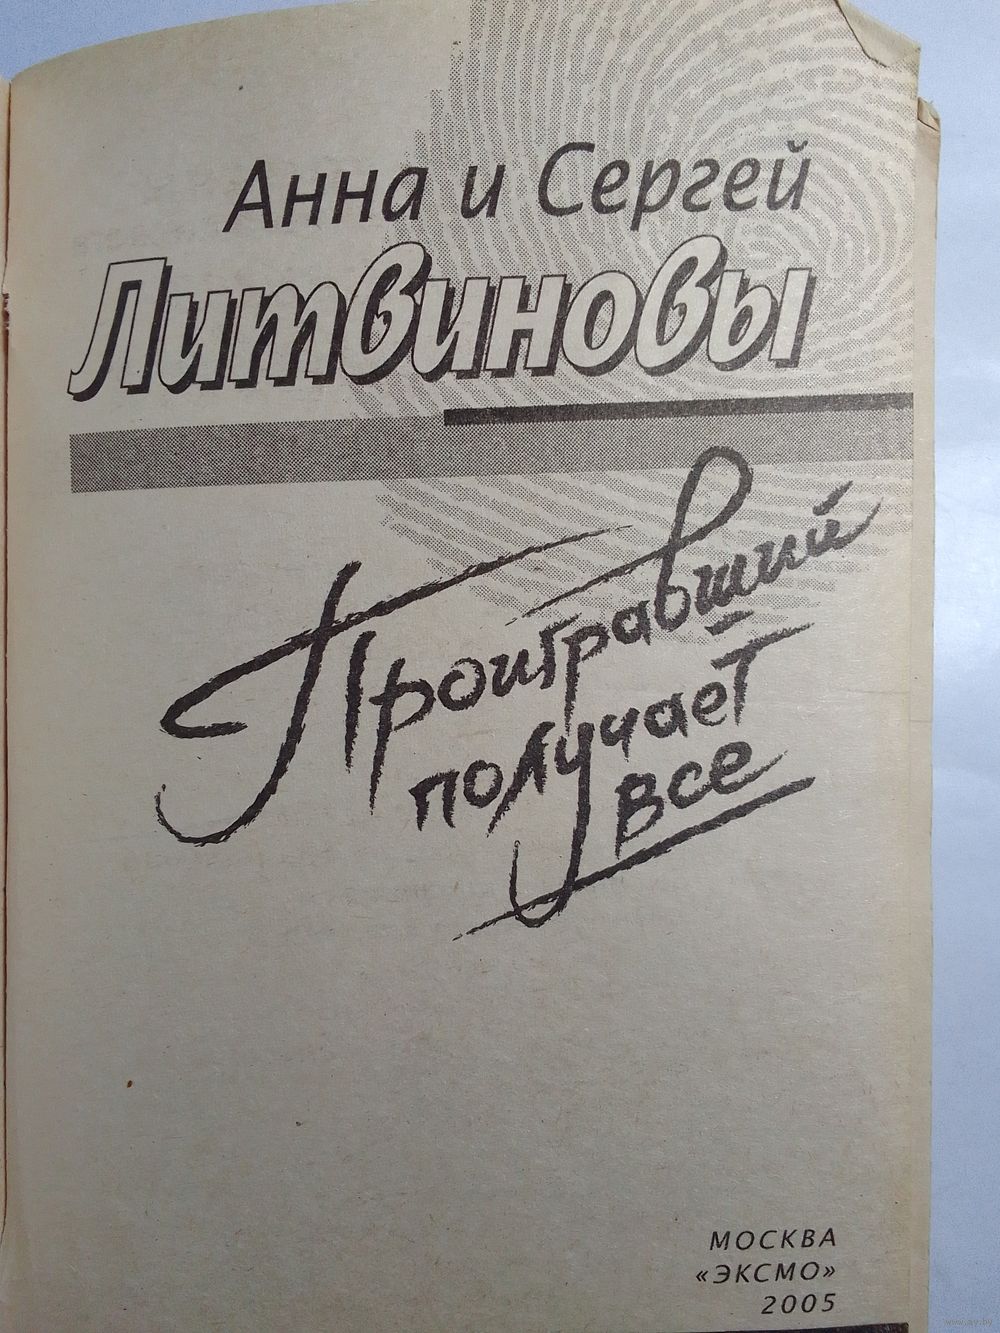 Анна и Сергей
Литвиновы
Проигравший
получает
все
МОСКВА
«ЭКСМО»
2005